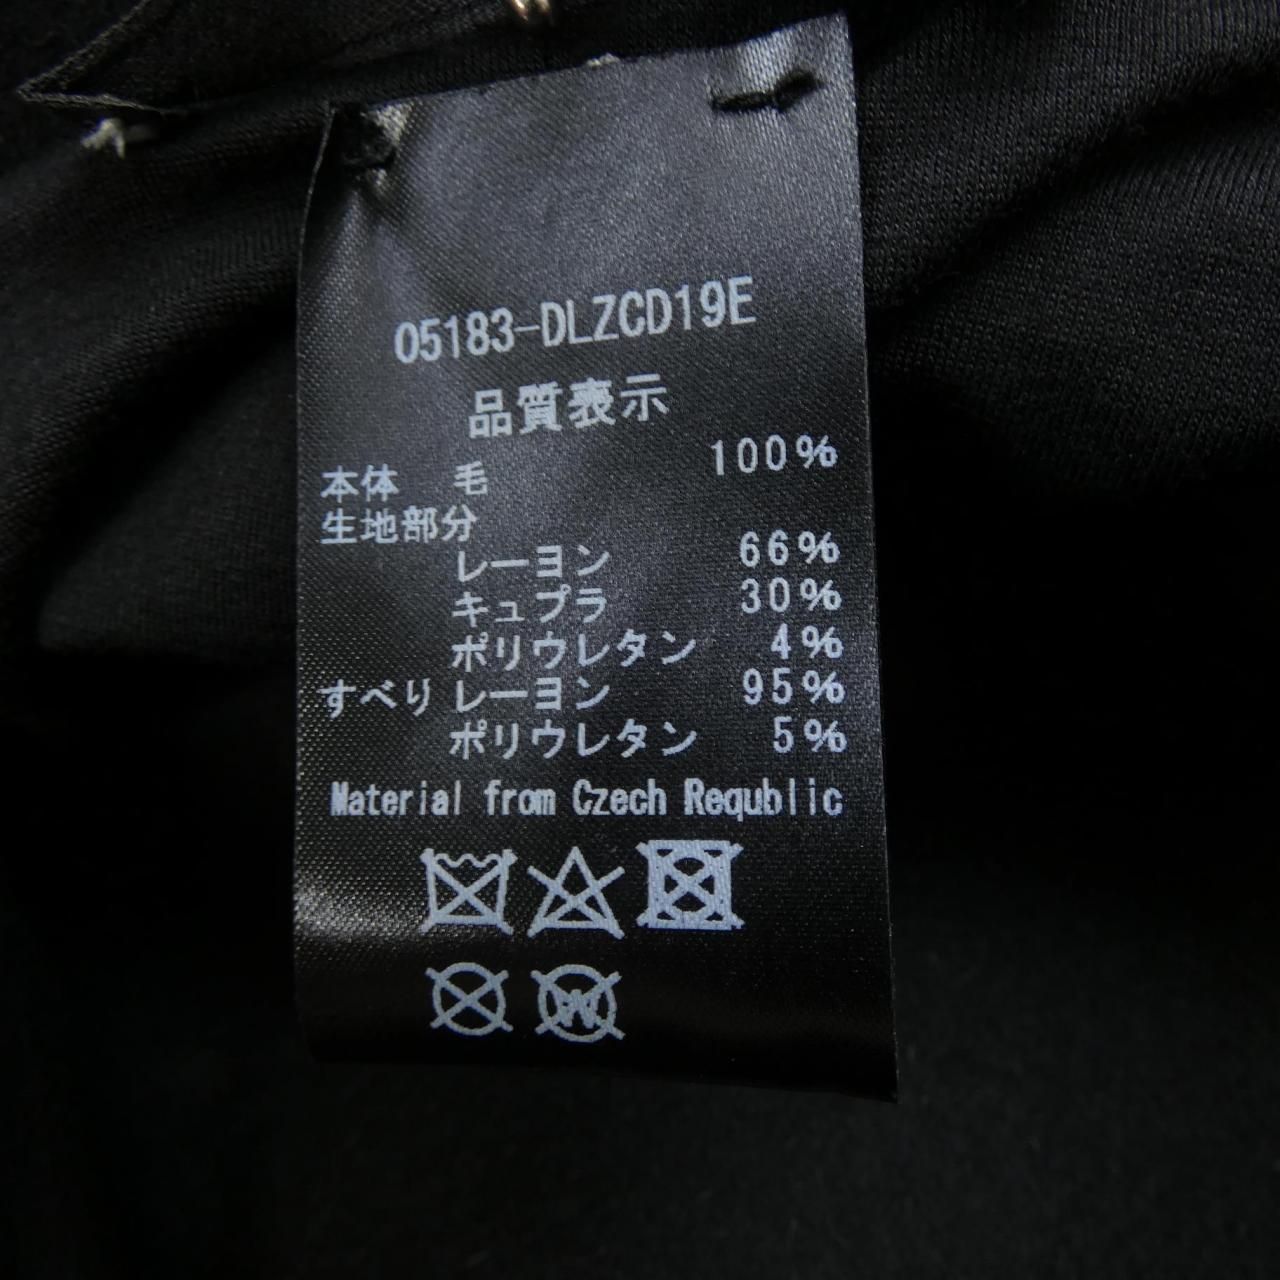 05183-DLZCD19E
品質表示
本体 毛 100%
生地部分
レーヨン 66%
キュプラ 30%
ポリウレタン 4%
すべり レーヨン 95%
ポリウレタン 5%
Material from Czech Requblic
W